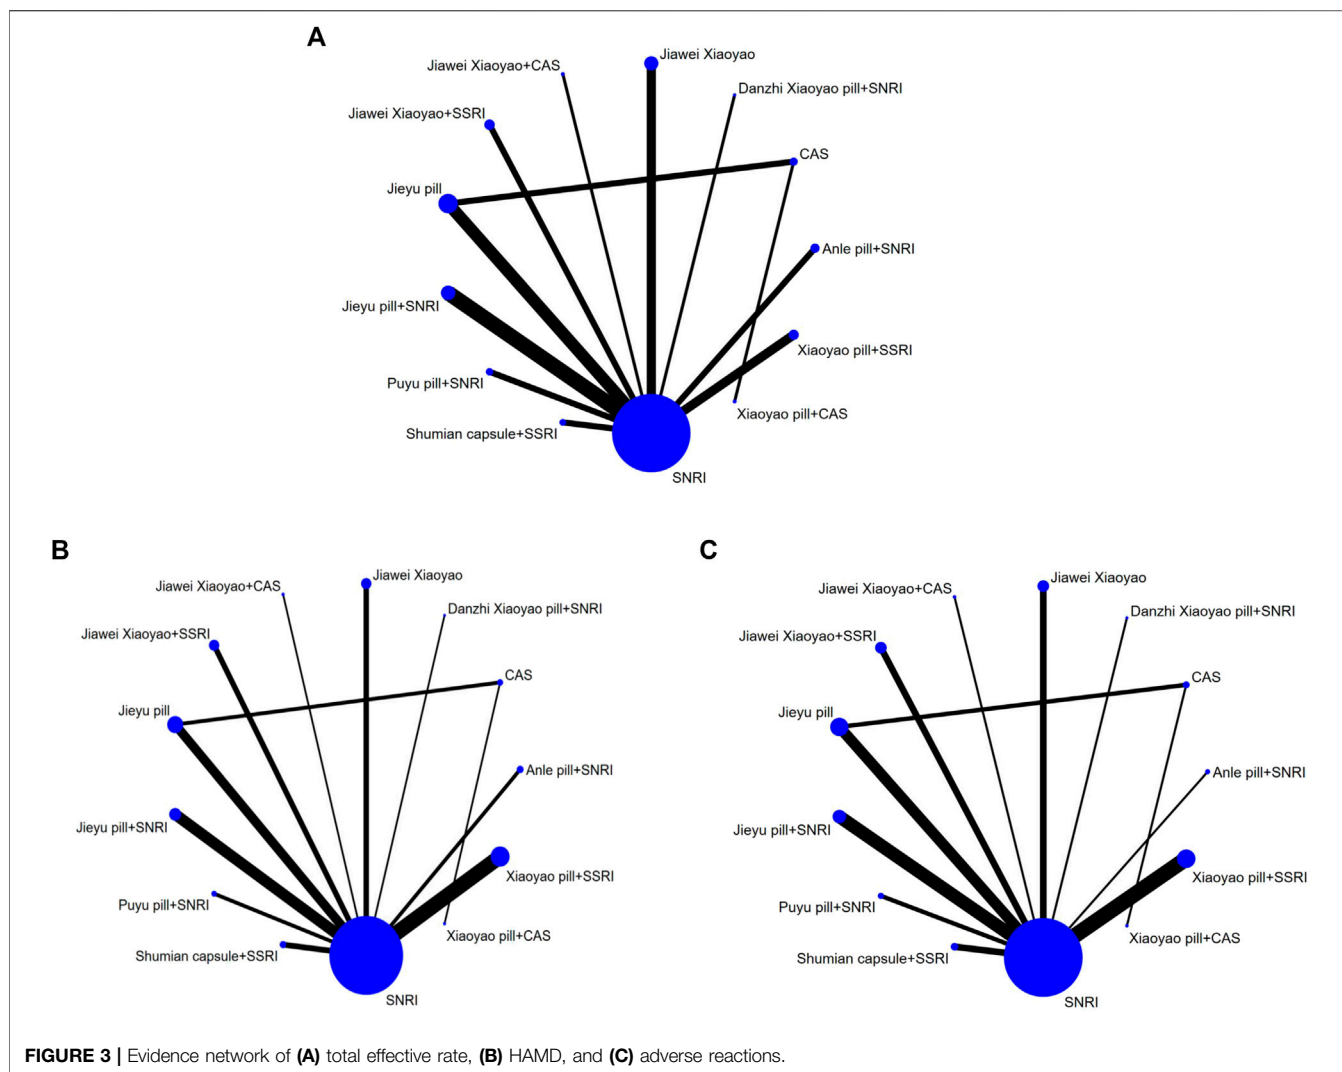 A
Jiawei Xiaoyao
Jiawei Xiaoyao+CAS
Danzhi Xiaoyao pill+SNRI
Jiawei Xiaoyao+SSRI
CAS
Jieyu pill
Anle pill+SNRI
Jieyu pill+SNRI
Xiaoyao pill+SSRI
Puyu pill+SNRI
Xiaoyao pill+CAS
Shumian capsule+SSRI
SNRI
B
Jiawei Xiaoyao
Jiawei Xiaoyao+CAS
Danzhi Xiaoyao pill+SNRI
Jiawei Xiaoyao+SSRI
CAS
Jieyu pill
Anle pill+SNRI
Jieyu pill+SNRI
Xiaoyao pill+SSRI
Puyu pill+SNRI
Xiaoyao pill+CAS
Shumian capsule+SSRI
SNRI
C
Jiawei Xiaoyao
Jiawei Xiaoyao+CAS
Danzhi Xiaoyao pill+SNRI
Jiawei Xiaoyao+SSRI
CAS
Jieyu pill
Anle pill+SNRI
Jieyu pill+SNRI
Xiaoyao pill+SSRI
Puyu pill+SNRI
Xiaoyao pill+CAS
Shumian capsule+SSRI
SNRI
FIGURE 3 | Evidence network of (A) total effective rate, (B) HAMD, and (C) adverse reactions.